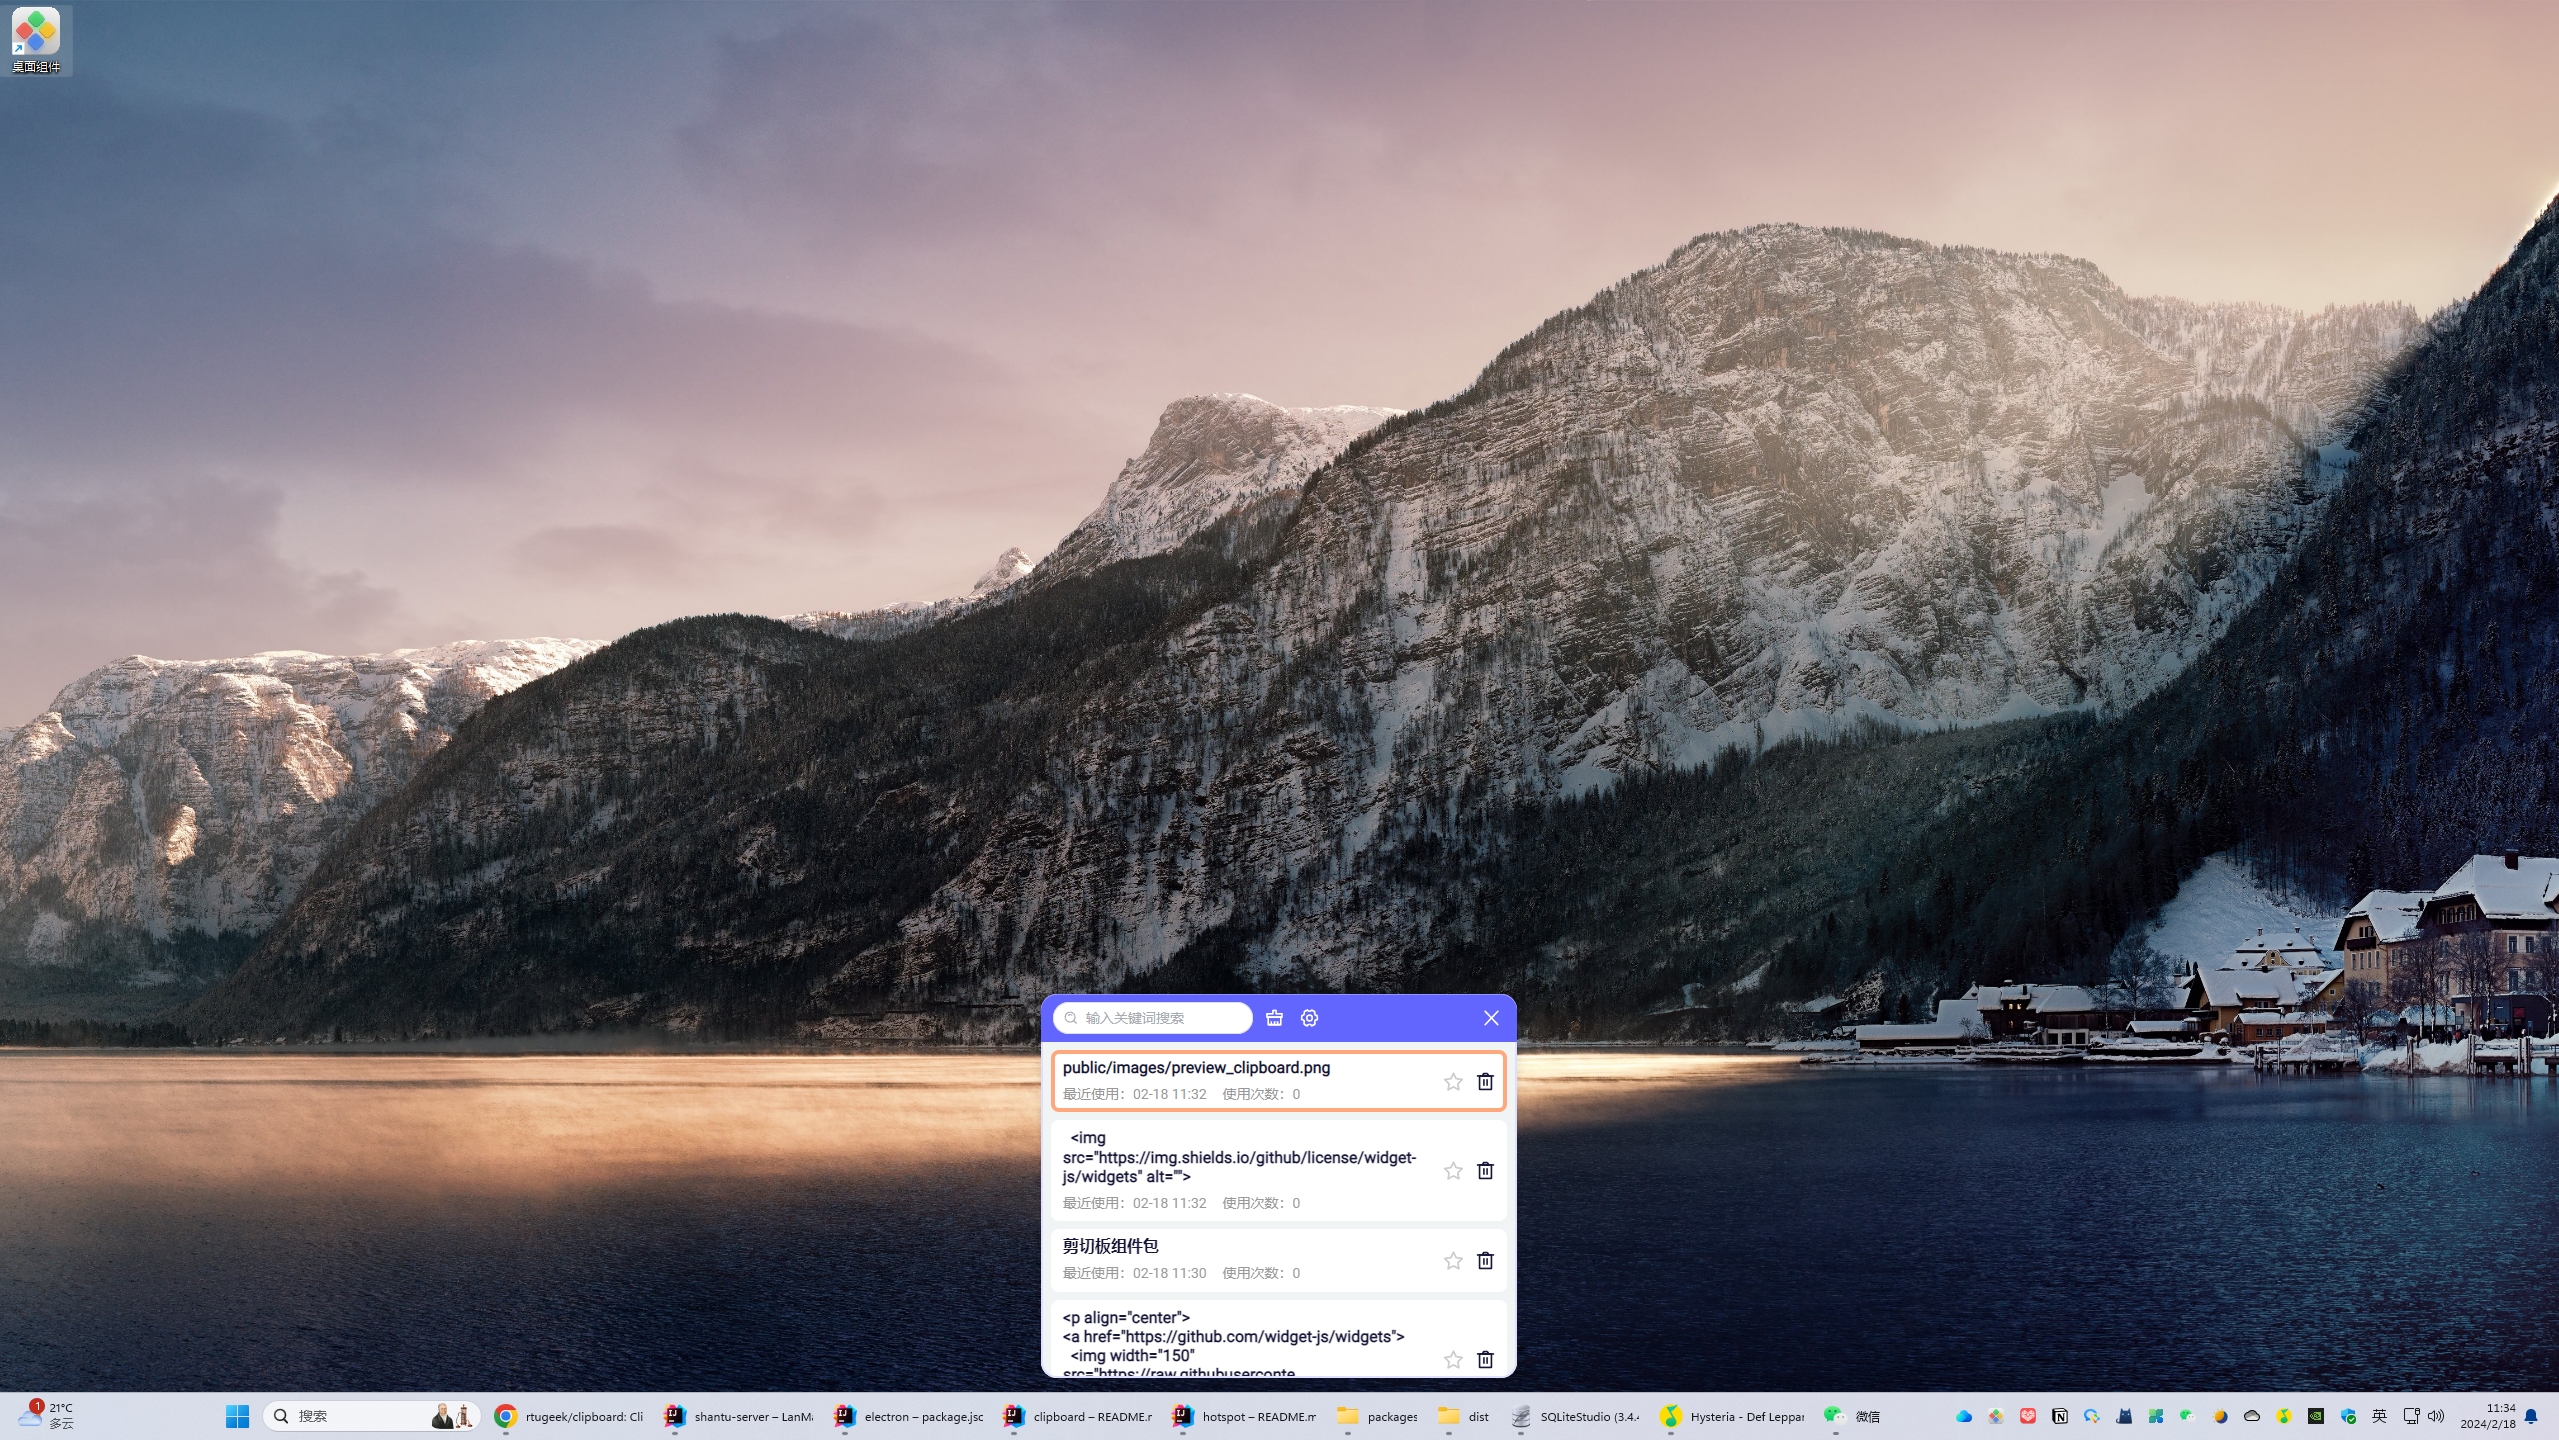 桌面组件
输入关键词搜索
public/images/preview_clipboard.png
最近使用：02-18 11:32 使用次数：0
<img
src="https://img.shields.io/github/license/widget-
js/widgets" alt="">
最近使用：02-18 11:32 使用次数：0
剪切板组件包
最近使用：02-18 11:30 使用次数：0
<p align="center">
<a href="https://github.com/widget-js/widgets">
<img width="150"
src="https://raw.githubuserconte
1
21°C
多云
搜索
rtugeek/clipboard: Cli
shantu-server – LanMa
electron – package.jsc
clipboard – README.r
hotspot – README.m
packages
dist
SQLiteStudio (3.4.4
Hysteria - Def Leppar
微信
英
11:34
2024/2/18